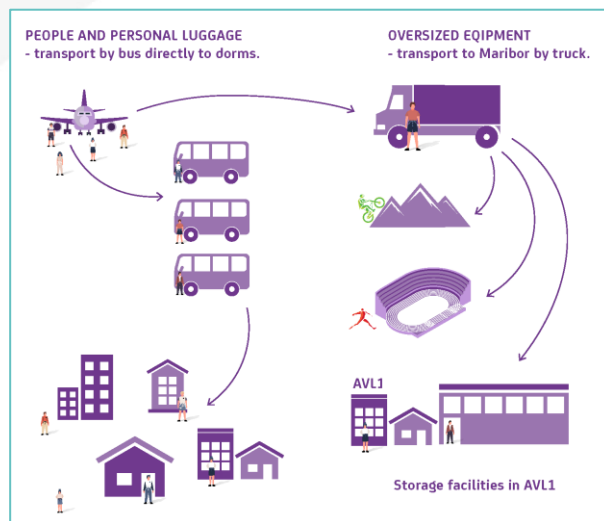 PEOPLE AND PERSONAL LUGGAGE
- transport by bus directly to dorms.
OVERSIZED EQIPMENT
- transport to Maribor by truck.
AVL1
Storage facilities in AVL1